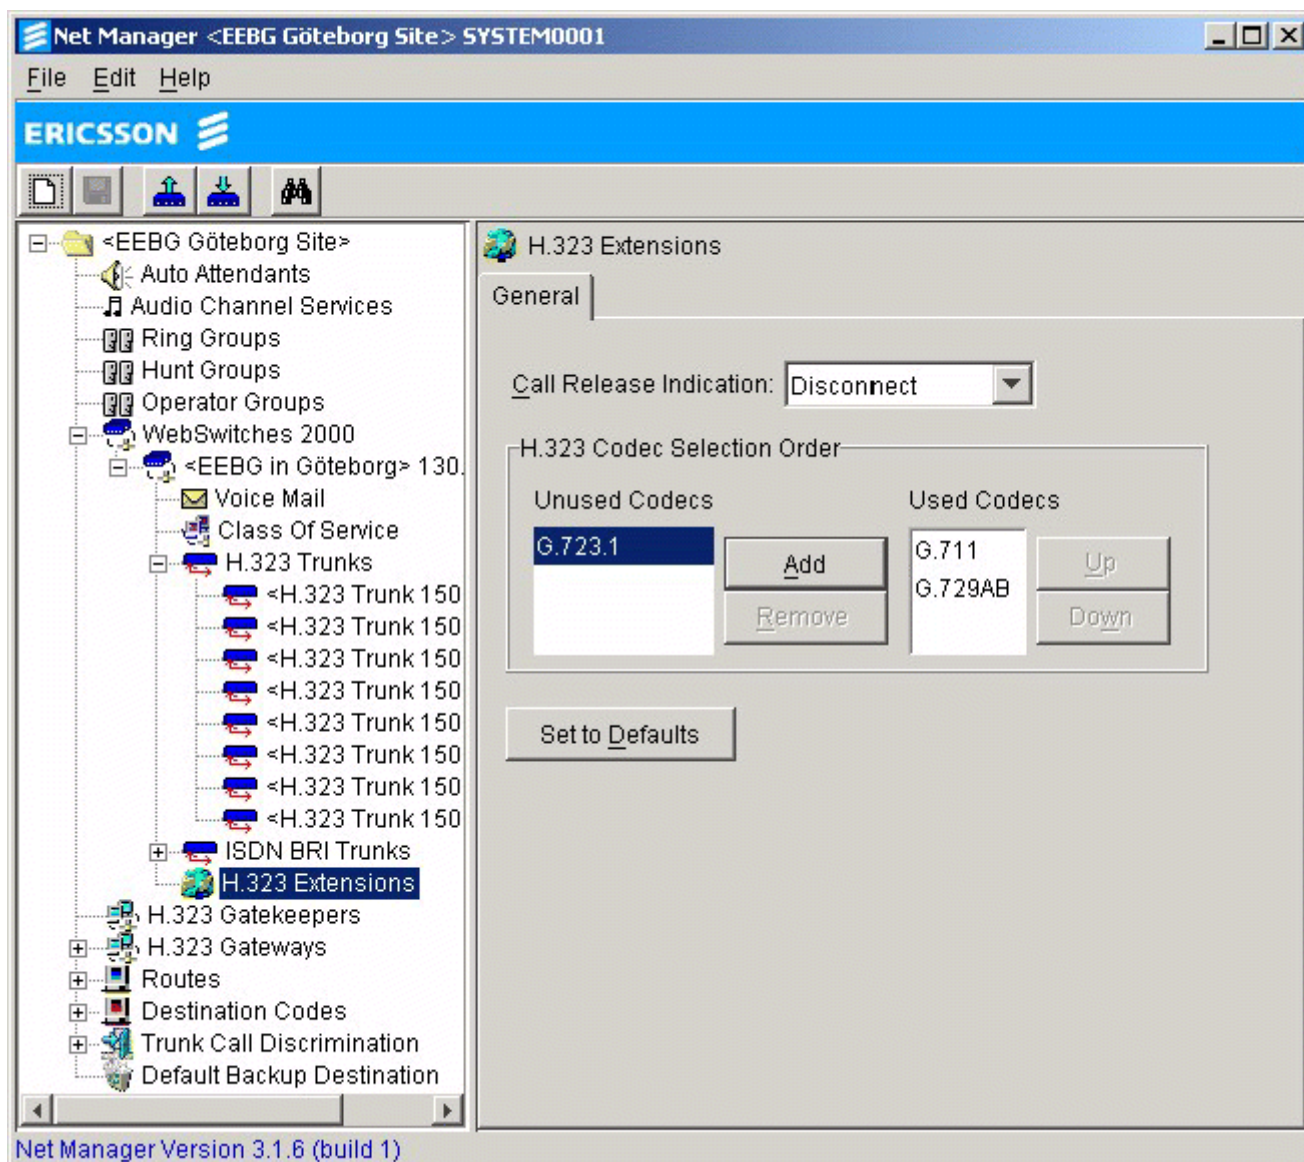 Net Manager <EEBG Göteborg Site> SYSTEM0001
File Edit Help
ERICSSON
<EEBG Göteborg Site>
Auto Attendants
Audio Channel Services
Ring Groups
Hunt Groups
Operator Groups
WebSwitches 2000
<EEBG in Göteborg> 130.
Voice Mail
Class Of Service
H.323 Trunks
<H.323 Trunk 150
<H.323 Trunk 150
<H.323 Trunk 150
<H.323 Trunk 150
<H.323 Trunk 150
<H.323 Trunk 150
<H.323 Trunk 150
<H.323 Trunk 150
ISDN BRI Trunks
H.323 Extensions
H.323 Gatekeepers
H.323 Gateways
Routes
Destination Codes
Trunk Call Discrimination
Default Backup Destination
H.323 Extensions
General
Call Release Indication: Disconnect
H.323 Codec Selection Order
Unused Codecs Used Codecs
G.723.1
Add
Remove
G.711
G.729AB
Up
Down
Set to Defaults
Net Manager Version 3.1.6 (build 1)